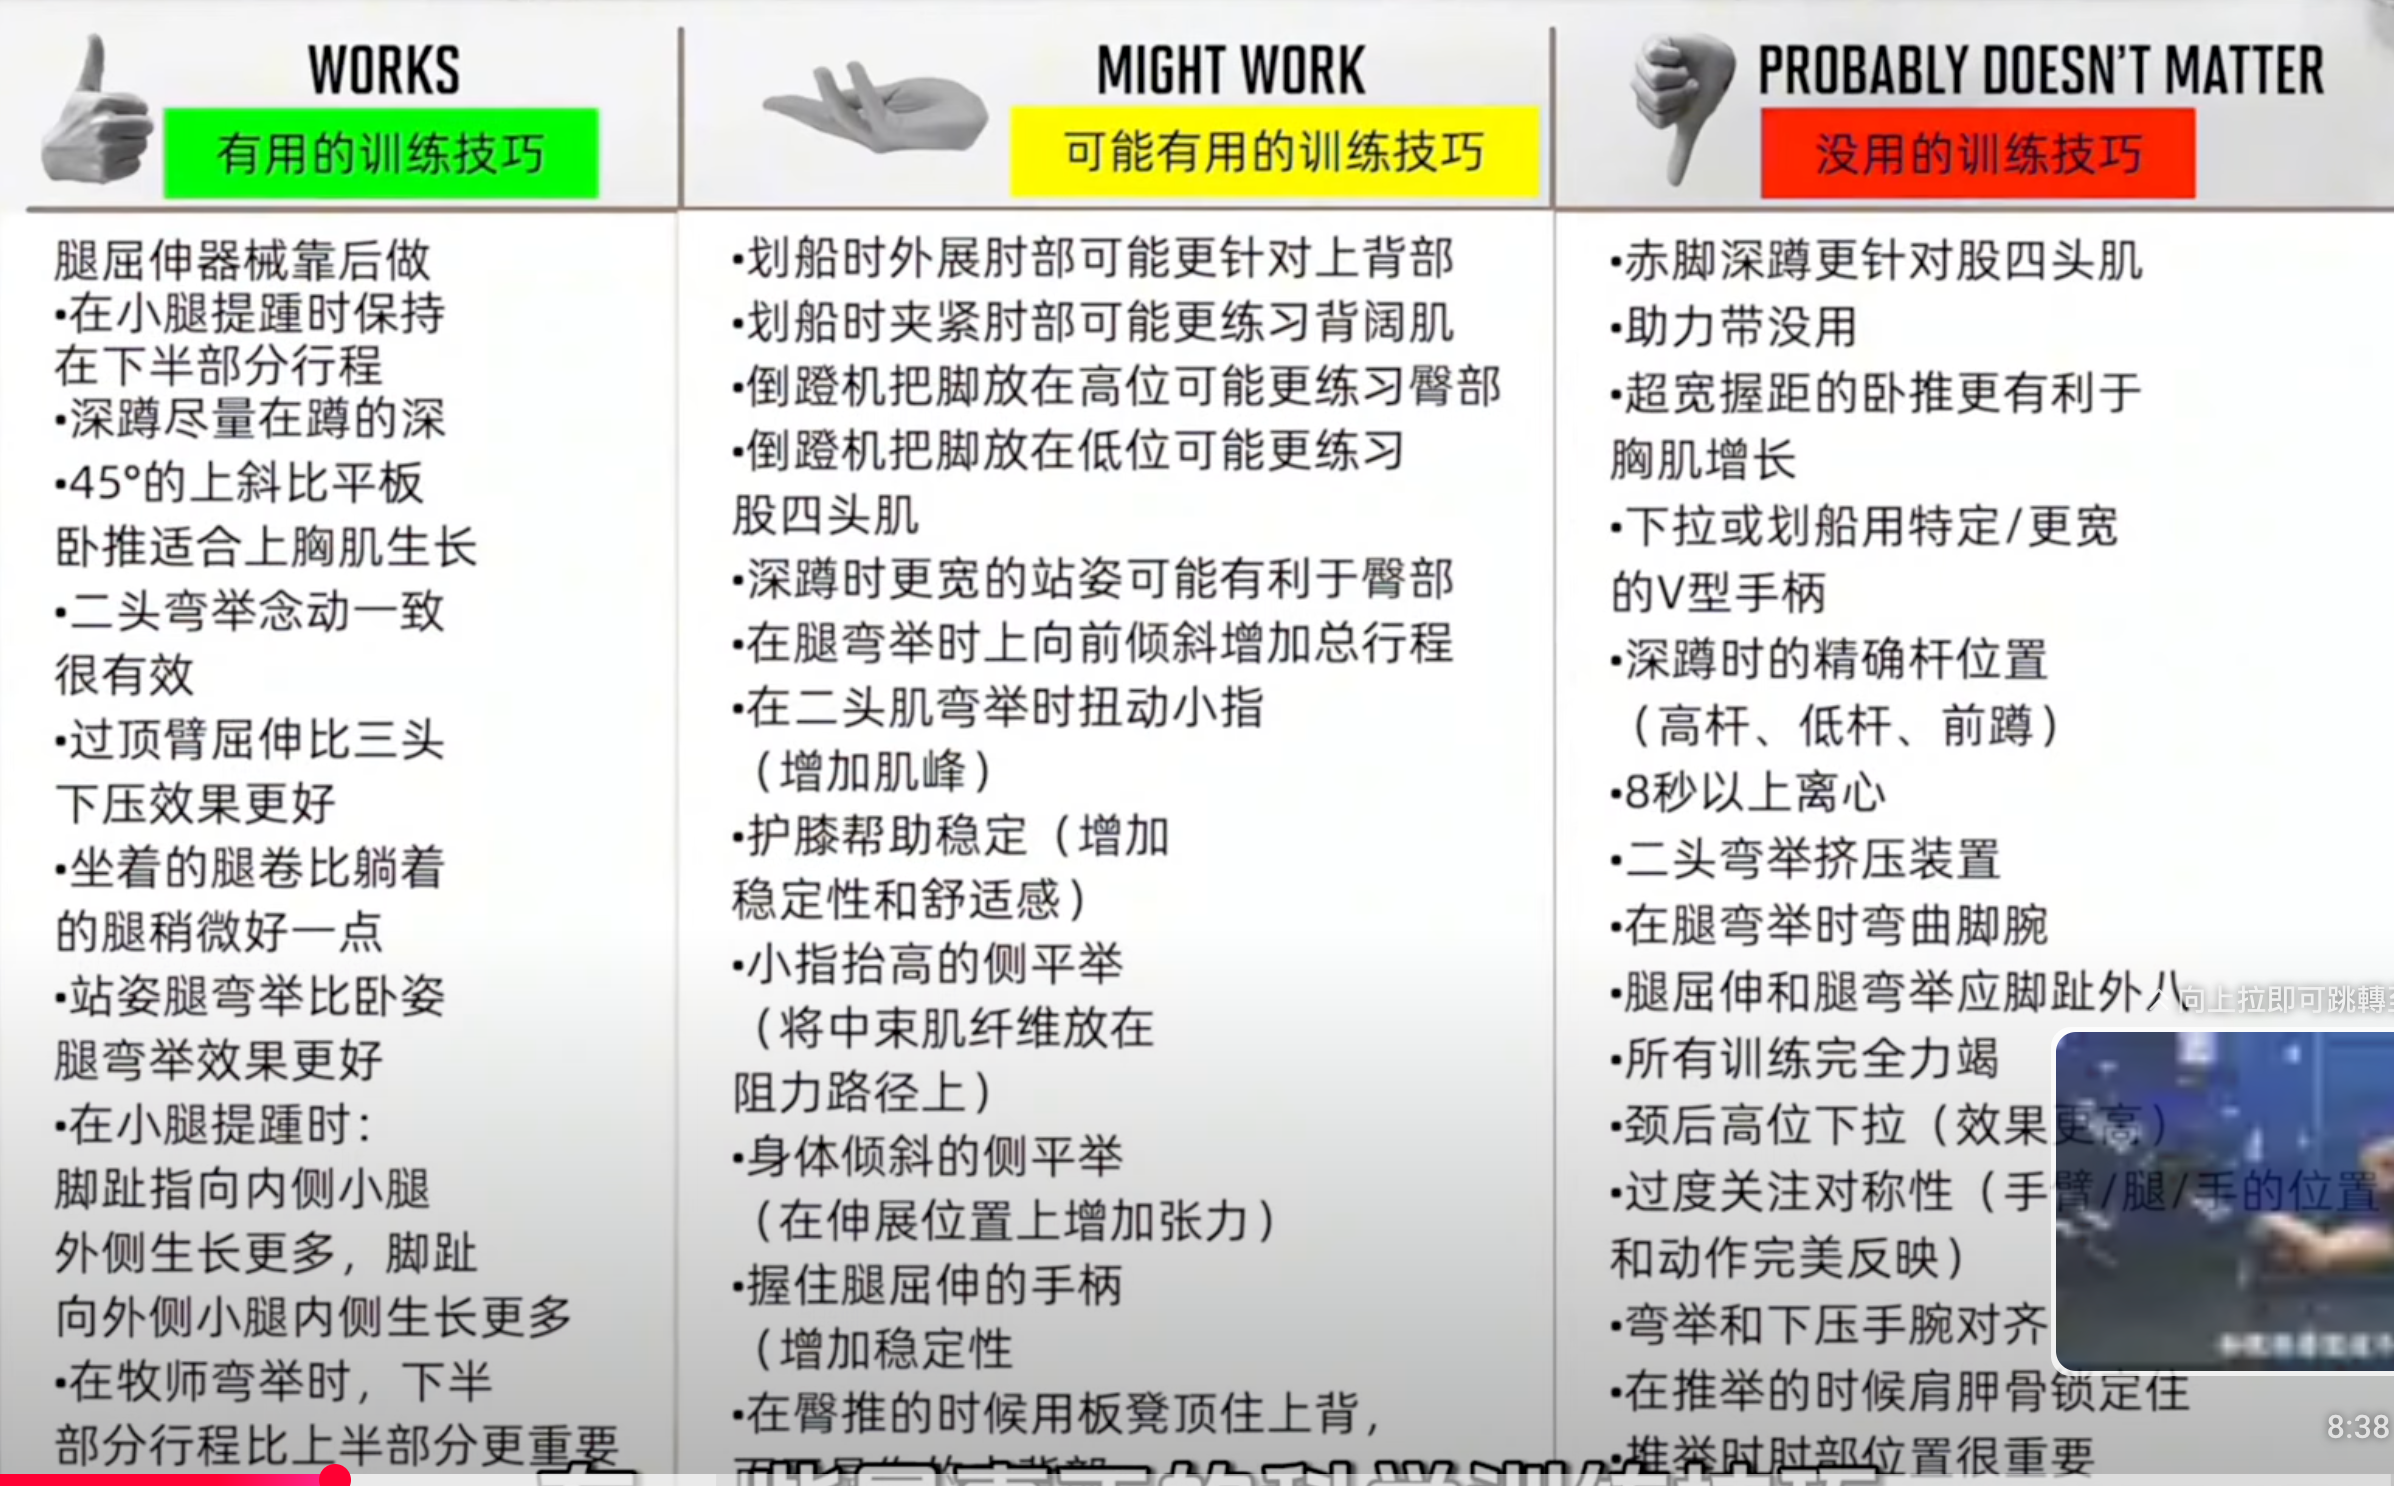 WORKS
有用的训练技巧
腿屈伸器械靠后做
•在小腿提踵时保持
在下半部分行程
•深蹲尽量在蹲的深
•45°的上斜比平板
卧推适合上胸肌生长
•二头弯举念动一致
很有效
•过顶臂屈伸比三头
下压效果更好
•坐着的腿卷比躺着
的腿稍微好一点
•站姿腿弯举比卧姿
腿弯举效果更好
•在小腿提踵时：
脚趾指向内侧小腿
外侧生长更多，脚趾
向外侧小腿内侧生长更多
•在牧师弯举时，下半
部分行程比上半部分更重要
MIGHT WORK
可能有用的训练技巧
•划船时外展肘部可能更针对上背部
•划船时夹紧肘部可能更练习背阔肌
•倒蹬机把脚放在高位可能更练习臀部
•倒蹬机把脚放在低位可能更练习
股四头肌
•深蹲时更宽的站姿可能有利于臀部
•在腿弯举时上向前倾斜增加总行程
•在二头肌弯举时扭动小指
（增加肌峰）
•护膝帮助稳定（增加
稳定性和舒适感）
•小指抬高的侧平举
（将中束肌纤维放在
阻力路径上）
•身体倾斜的侧平举
（在伸展位置上增加张力）
•握住腿屈伸的手柄
（增加稳定性
•在臀推的时候用板凳顶住上背，
PROBABLY DOESN'T MATTER
没用的训练技巧
•赤脚深蹲更针对股四头肌
•助力带没用
•超宽握距的卧推更有利于
胸肌增长
•下拉或划船用特定/更宽
的V型手柄
•深蹲时的精确杆位置
（高杆、低杆、前蹲）
•8秒以上离心
•二头弯举挤压装置
•在腿弯举时弯曲脚腕
•腿屈伸和腿弯举应脚趾外八
•所有训练完全力竭
•颈后高位下拉（效果更高）
•过度关注对称性（手臂/腿/手的位置
和动作完美反映）
•弯举和下压手腕对齐
•在推举的时候肩胛骨锁定住
•推举时肘部位置很重要
向上拉即可跳轉
8:38